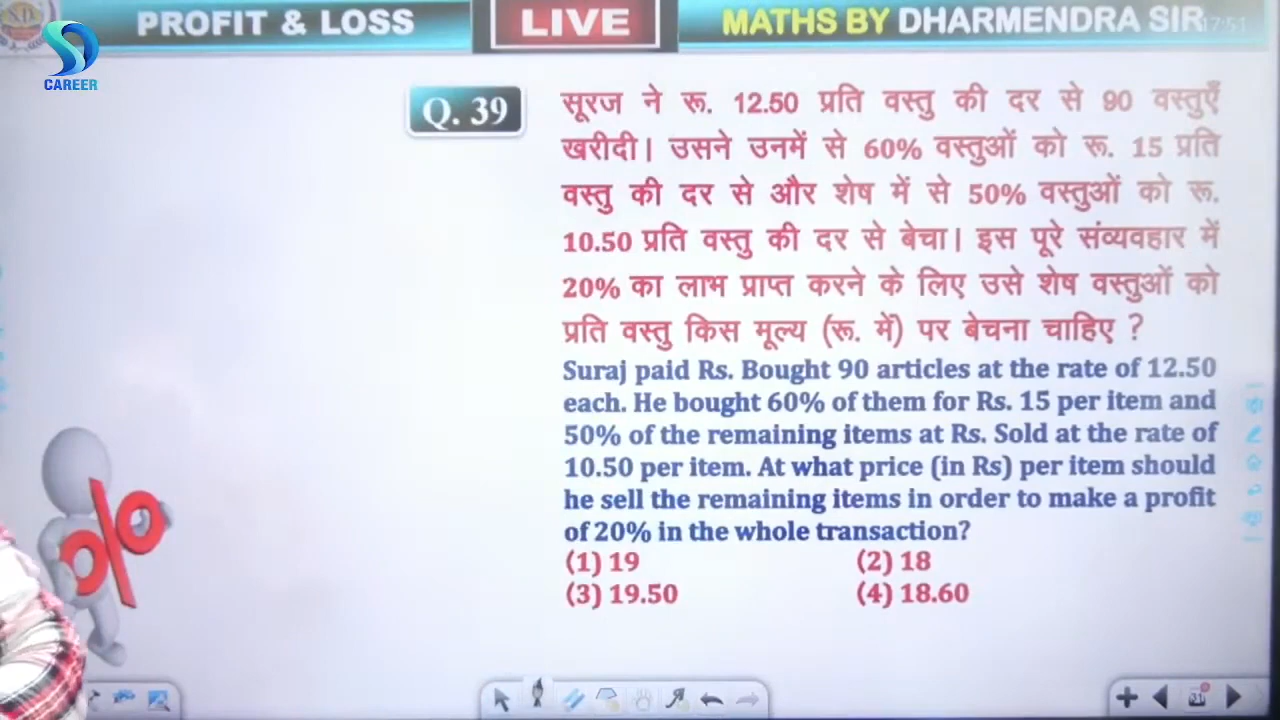 PROFIT & LOSS
LIVE
MATHS BY DHARMENDRA SIR
17:51
CAREER
Q. 39
सूरज ने रू. 12.50 प्रति वस्तु की दर से 90 वस्तुएँ
खरीदी। उसने उनमें से 60% वस्तुओं को रू. 15 प्रति
वस्तु की दर से और शेष में से 50% वस्तुओं को रू.
10.50 प्रति वस्तु की दर से बेचा। इस पूरे संव्यवहार में
20% का लाभ प्राप्त करने के लिए उसे शेष वस्तुओं को
प्रति वस्तु किस मूल्य (रू. में) पर बेचना चाहिए ?
Suraj paid Rs. Bought 90 articles at the rate of 12.50
each. He bought 60% of them for Rs. 15 per item and
50% of the remaining items at Rs. Sold at the rate of
10.50 per item. At what price (in Rs) per item should
he sell the remaining items in order to make a profit
of 20% in the whole transaction?
(1) 19 (2) 18
(3) 19.50 (4) 18.60
%